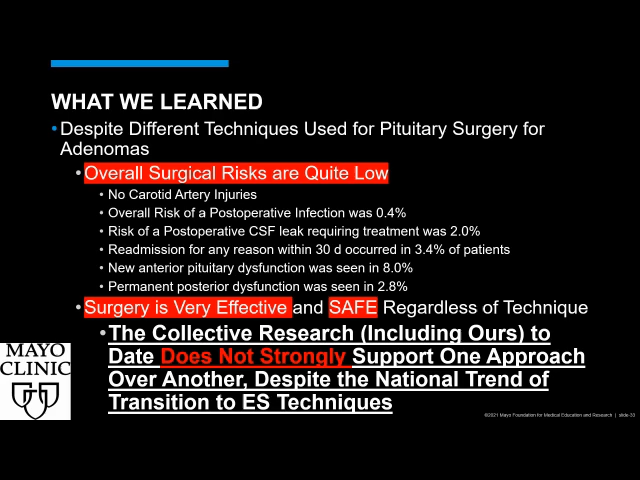 WHAT WE LEARNED
•Despite Different Techniques Used for Pituitary Surgery for
Adenomas
•Overall Surgical Risks are Quite Low
• No Carotid Artery Injuries
• Overall Risk of a Postoperative Infection was 0.4%
• Risk of a Postoperative CSF leak requiring treatment was 2.0%
• Readmission for any reason within 30 d occurred in 3.4% of patients
• New anterior pituitary dysfunction was seen in 8.0%
• Permanent posterior dysfunction was seen in 2.8%
•Surgery is Very Effective and SAFE Regardless of Technique
•The Collective Research (Including Ours) to
Date Does Not Strongly Support One Approach
Over Another, Despite the National Trend of
Transition to ES Techniques
MAYO
CLINIC
©2021 Mayo Foundation for Medical Education and Research | slide-33